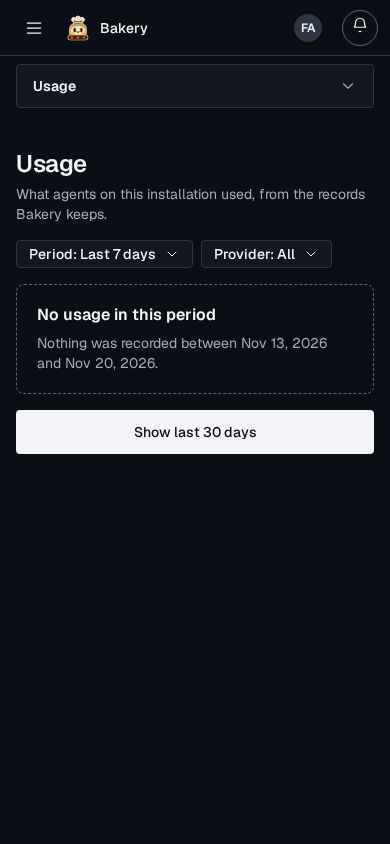 Bakery
FA
Usage
Usage
What agents on this installation used, from the records
Bakery keeps.
Period: Last 7 days
Provider: All
No usage in this period
Nothing was recorded between Nov 13, 2026
and Nov 20, 2026.
Show last 30 days